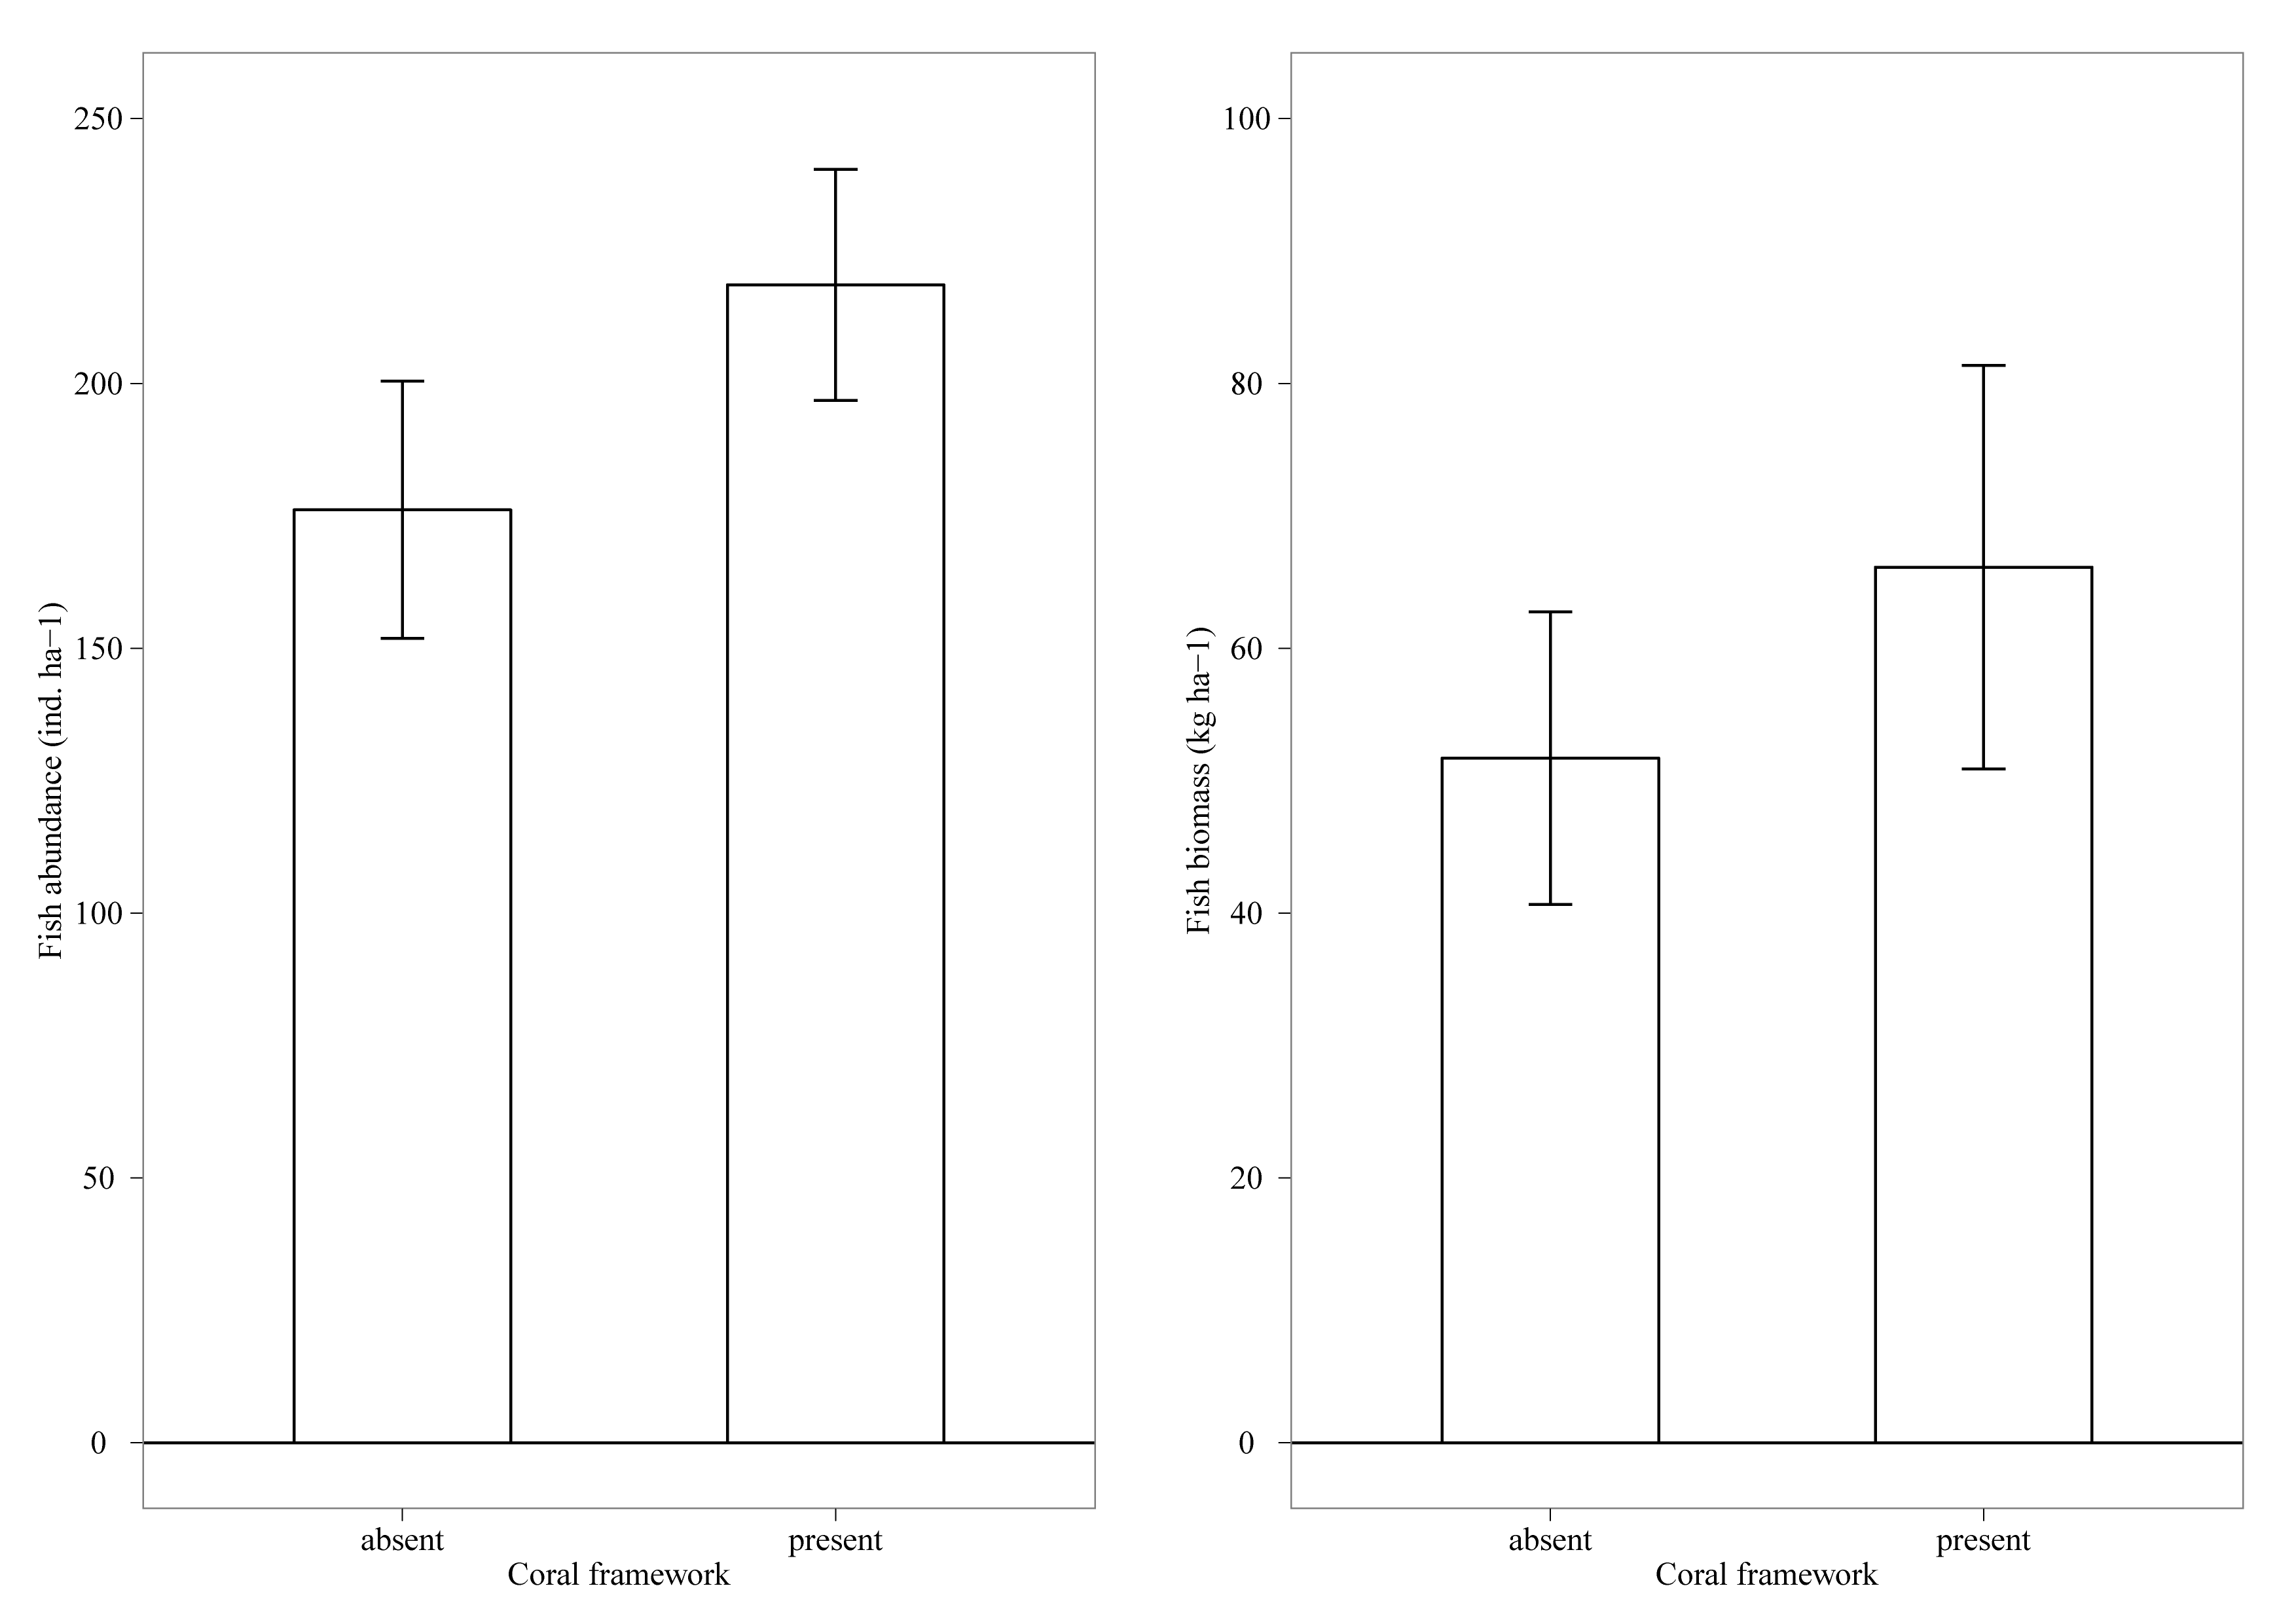 Fish abundance (ind. ha−1)
250
200
150
100
50
0
absent present
Coral framework
Fish biomass (kg ha−1)
100
80
60
40
20
0
absent present
Coral framework